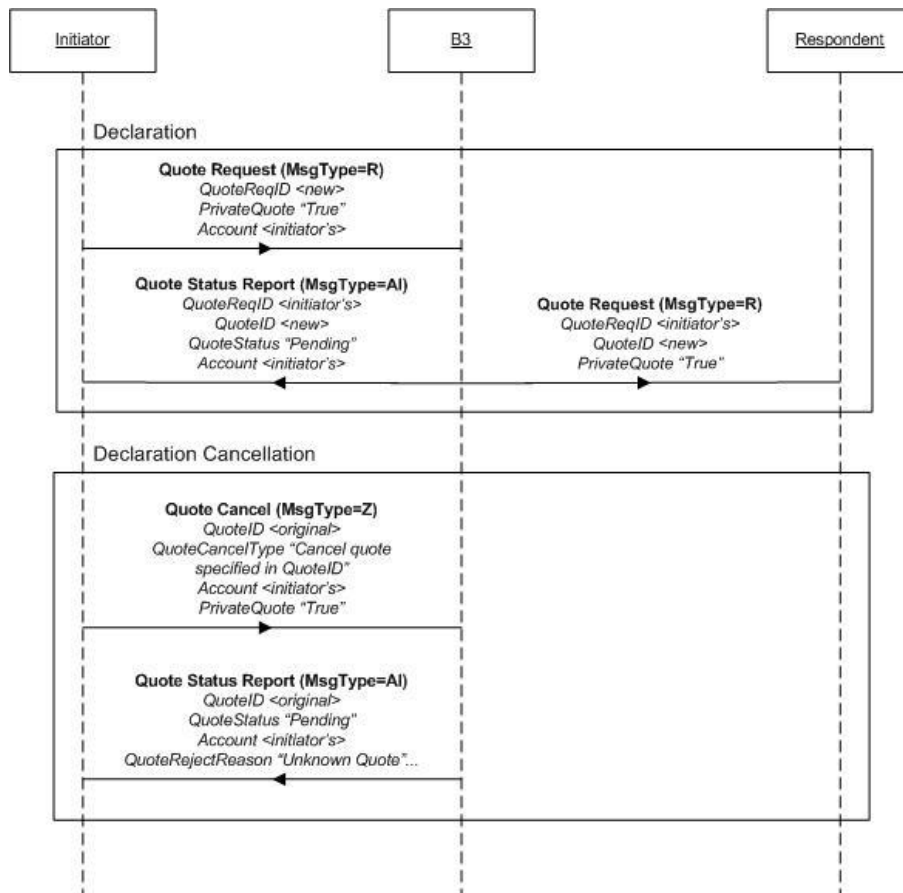 Initiator
B3
Respondent
Declaration
Quote Request (MsgType=R)
QuoteReqID <new>
PrivateQuote “True”
Account <initiator's>
Quote Status Report (MsgType=AI)
QuoteReqID <initiator's>
QuoteID <new>
QuoteStatus “Pending”
Account <initiator's>
Quote Request (MsgType=R)
QuoteReqID <initiator's>
QuoteID <new>
PrivateQuote “True”
Declaration Cancellation
Quote Cancel (MsgType=Z)
QuoteID <original>
QuoteCancelType “Cancel quote
specified in QuoteID”
Account <initiator's>
PrivateQuote “True”
Quote Status Report (MsgType=AI)
QuoteID <original>
QuoteStatus “Pending”
Account <initiator's>
QuoteRejectReason “Unknown Quote”...